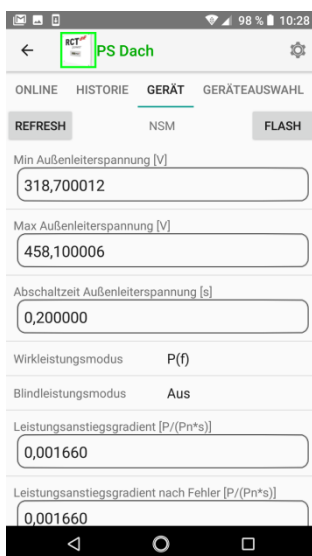 98 % 10:28
RCT
PS Dach
ONLINE HISTORIE GERÄT GERÄTEAUSWAHL
REFRESH NSM FLASH
Min Außenleiterspannung [V]
318,700012
Max Außenleiterspannung [V]
458,100006
Abschaltzeit Außenleiterspannung [s]
0,200000
Wirkleistungsmodus P(f)
Blindleistungsmodus Aus
Leistungsanstiegsgradient [P/(Pn*s)]
0,001660
Leistungsanstiegsgradient nach Fehler [P/(Pn*s)]
0,001660